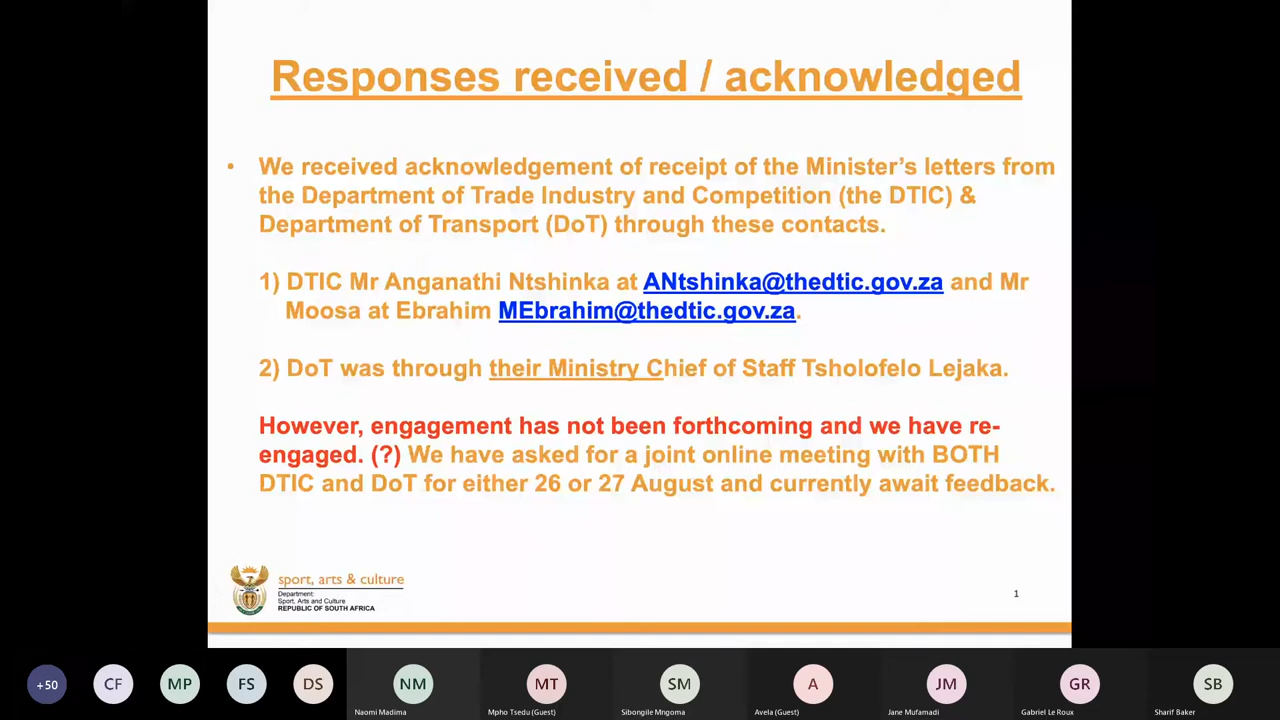 Responses received / acknowledged
• We received acknowledgement of receipt of the Minister’s letters from
the Department of Trade Industry and Competition (the DTIC) &
Department of Transport (DoT) through these contacts.
1) DTIC Mr Anganathi Ntshinka at ANtshinka@thedtic.gov.za and Mr
Moosa at Ebrahim MEbrahim@thedtic.gov.za.
2) DoT was through their Ministry Chief of Staff Tsholofelo Lejaka.
However, engagement has not been forthcoming and we have re-
engaged. (?) We have asked for a joint online meeting with BOTH
DTIC and DoT for either 26 or 27 August and currently await feedback.
sport, arts & culture
Department:
Sport, Arts and Culture
REPUBLIC OF SOUTH AFRICA
1
+50 CF MP FS DS NM MT SM A JM GR SB
Naomi Madima Mpho Tsedu (Guest) Sibongile Mngoma Avela (Guest) Jane Mufamadi Gabriel Le Roux Sharif Baker